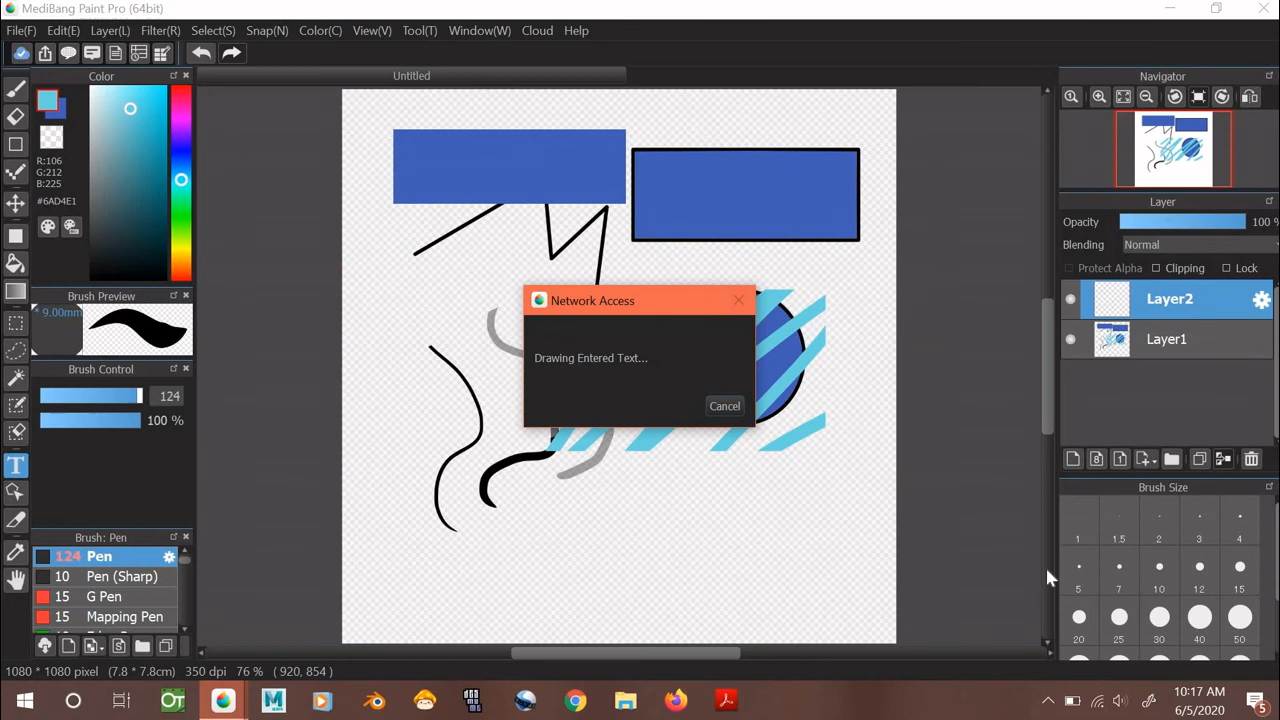 MediBang Paint Pro (64bit)
File(F) Edit(E) Layer(L) Filter(R) Select(S) Snap(N) Color(C) View(V) Tool(T) Window(W) Cloud Help
Color
Untitled
Navigator
R:106
G:212
B:225
#6AD4E1
Layer
Opacity 100 %
Blending Normal
Protect Alpha Clipping Lock
Layer2
Layer1
Brush Preview
* 9.00mm
Brush Control
124
100 %
Network Access
Drawing Entered Text...
Cancel
Brush: Pen
124 Pen
10 Pen (Sharp)
15 G Pen
15 Mapping Pen
Brush Size
1 1.5 2 3 4
5 7 10 12 15
20 25 30 40 50
1080 * 1080 pixel (7.8 * 7.8cm) 350 dpi 76 % ( 920, 854 )
OT
M
10:17 AM
6/5/2020
5